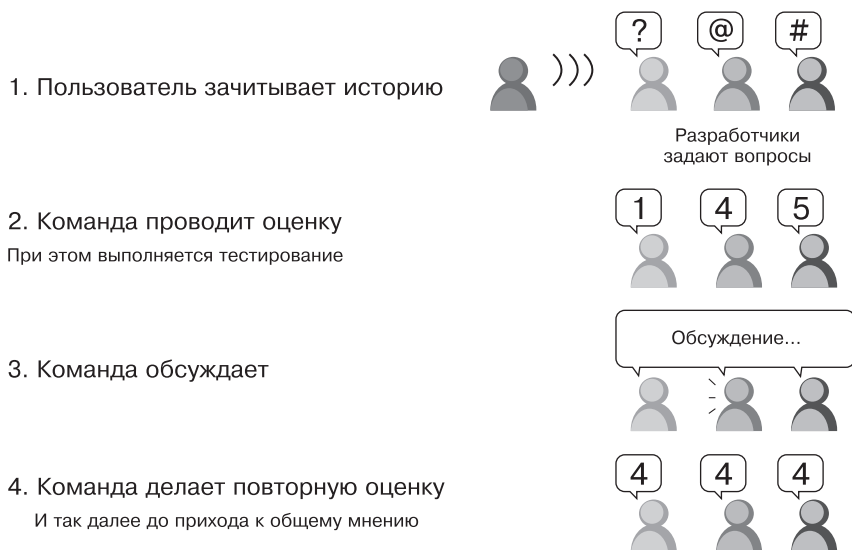 ? @ #
1. Пользователь зачитывает историю
Разработчики
задают вопросы
1 4 5
2. Команда проводит оценку
При этом выполняется тестирование
Обсуждение...
3. Команда обсуждает
4 4 4
4. Команда делает повторную оценку
И так далее до прихода к общему мнению